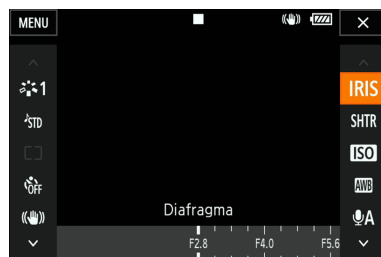 MENU
1
IRIS
STD
SHTR
ISO
OFF
AWB
A
Diafragma
F2.8 F4.0 F5.6